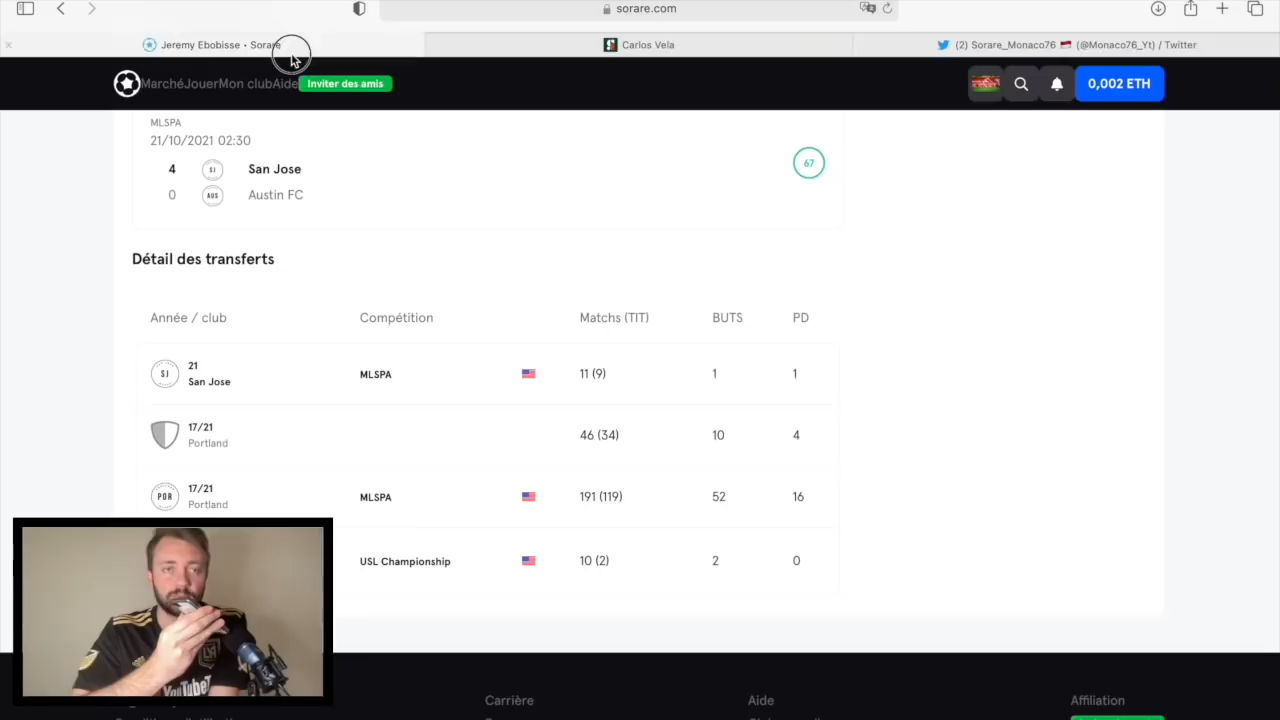 sorare.com
Jeremy Ebobisse • Sorare
Carlos Vela
(2) Sorare_Monaco76 🇮🇩 (@Monaco76_Yt) / Twitter
MarchéJouerMon clubAide
Inviter des amis
0,002 ETH
MLSPA
21/10/2021 02:30
4 SJ San Jose
67
0 AUS Austin FC
Détail des transferts
Année / club Compétition Matchs (TIT) BUTS PD
SJ 21 San Jose MLSPA 11 (9) 1 1
17/21 Portland 46 (34) 10 4
POR 17/21 Portland MLSPA 191 (119) 52 16
USL Championship 10 (2) 2 0
YouTube
Carrière Aide Affiliation